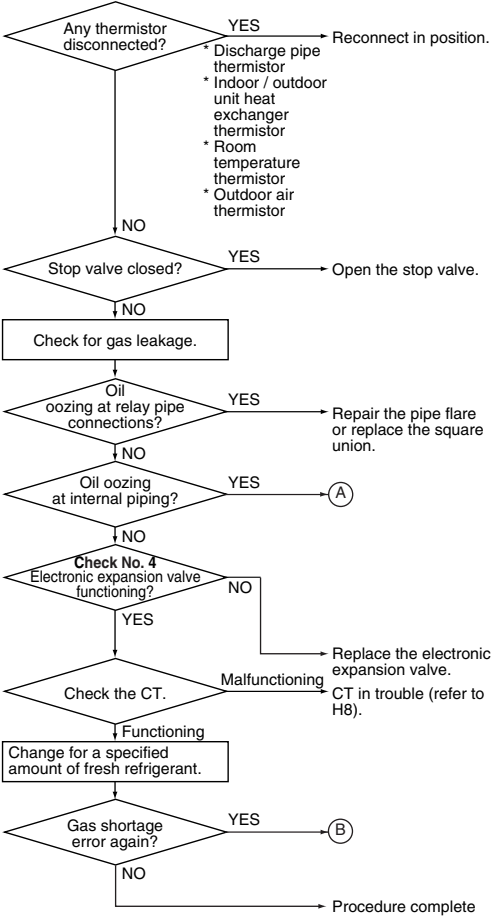 Any thermistor
disconnected?
YES
Reconnect in position.
* Discharge pipe
thermistor
* Indoor / outdoor
unit heat
exchanger
thermistor
* Room
temperature
thermistor
* Outdoor air
thermistor
NO
Stop valve closed?
YES
Open the stop valve.
NO
Check for gas leakage.
Oil
oozing at relay pipe
connections?
YES
Repair the pipe flare
or replace the square
union.
NO
Oil oozing
at internal piping?
YES
A
NO
Check No. 4
Electronic expansion valve
functioning?
NO
YES
Replace the electronic
expansion valve.
Check the CT.
Malfunctioning
CT in trouble (refer to
H8).
Functioning
Change for a specified
amount of fresh refrigerant.
Gas shortage
error again?
YES
B
NO
Procedure complete